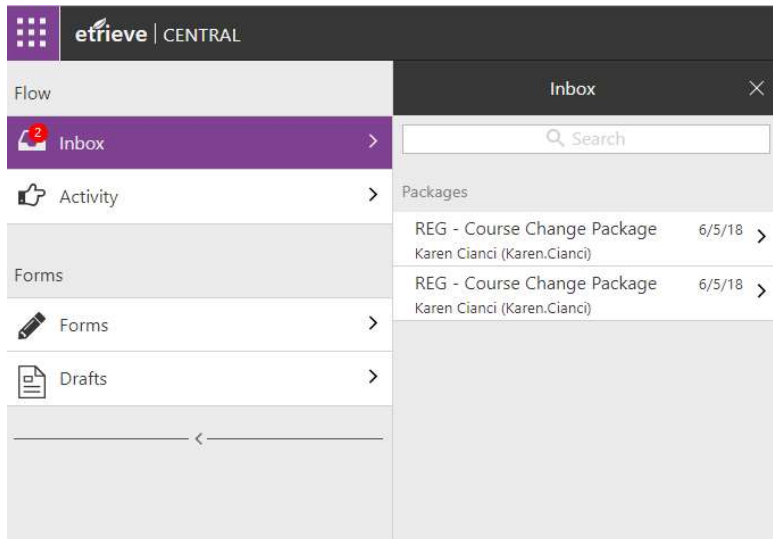 etrieve | CENTRAL
Flow
2
Inbox
Activity
Forms
Forms
Drafts
Inbox
Search
Packages
REG - Course Change Package 6/5/18
Karen Cianci (Karen.Cianci)
REG - Course Change Package 6/5/18
Karen Cianci (Karen.Cianci)